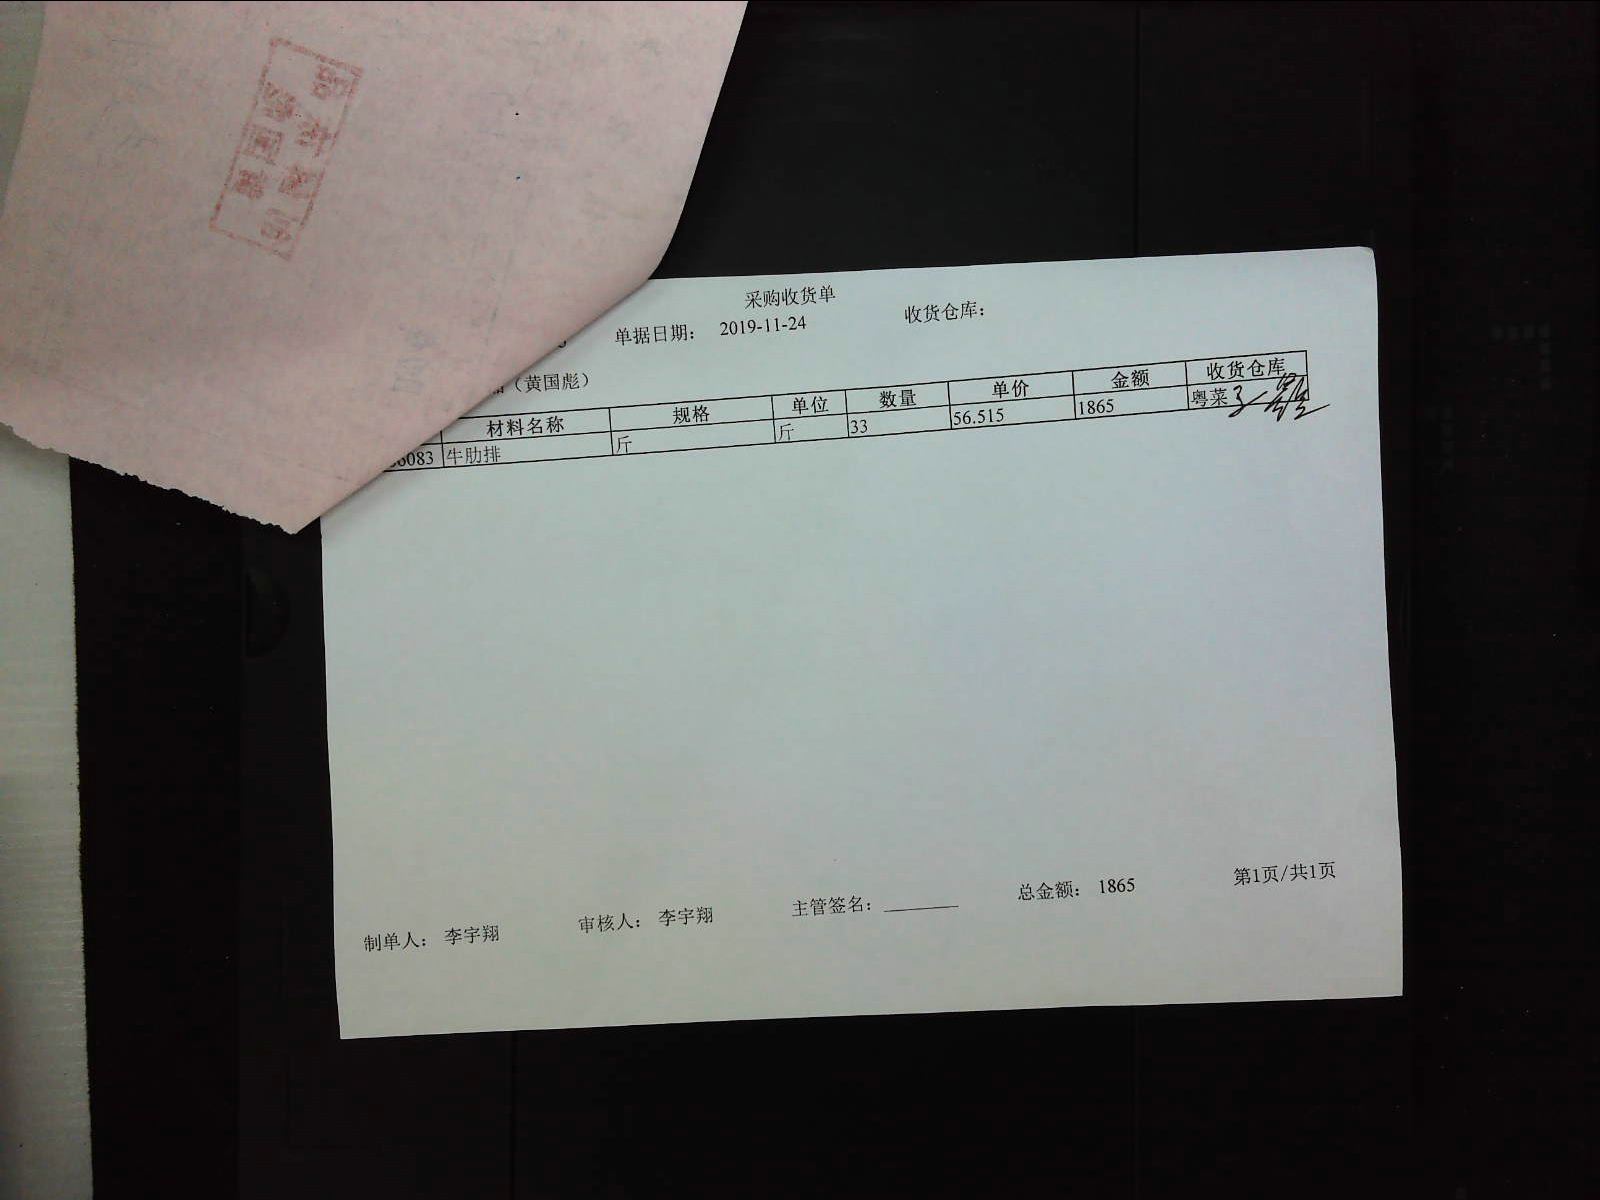 采购收货单
单据日期： 2019-11-24 收货仓库：
（黄国彪）
材料名称 规格 单位 数量 单价 金额 收货仓库
6083 牛肋排 斤 斤 33 56.515 1865 粤菜
制单人： 李宇翔 审核人： 李宇翔 主管签名： 总金额： 1865 第1页/共1页